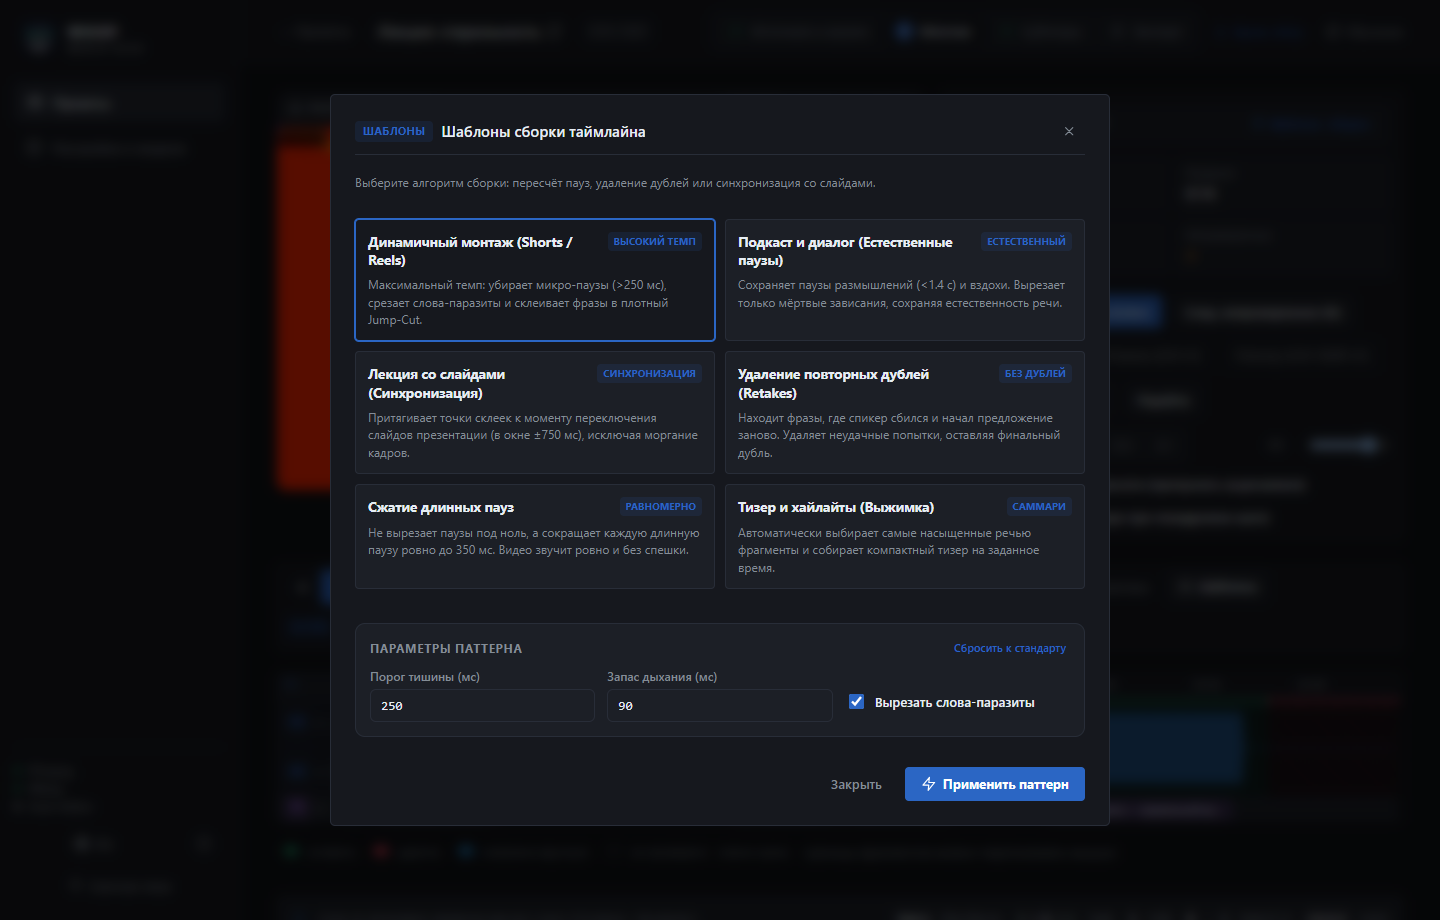 ШАБЛОНЫ Шаблоны сборки таймлайна
Выберите алгоритм сборки: пересчёт пауз, удаление дублей или синхронизация со слайдами.
Динамичный монтаж (Shorts / Reels)
ВЫСОКИЙ ТЕМП
Максимальный темп: убирает микро-паузы (>250 мс),
срезает слова-паразиты и склеивает фразы в плотный
Jump-Cut.
Подкаст и диалог (Естественные
паузы)
ЕСТЕСТВЕННЫЙ
Сохраняет паузы размышлений (<1.4 с) и вздохи. Вырезает
только мёртвые зависания, сохраняя естественность речи.
Лекция со слайдами
(Синхронизация)
СИНХРОНИЗАЦИЯ
Притягивает точки склеек к моменту переключения
слайдов презентации (в окне ±750 мс), исключая моргание
кадров.
Удаление повторных дублей
(Retakes)
БЕЗ ДУБЛЕЙ
Находит фразы, где спикер сбился и начал предложение
заново. Удаляет неудачные попытки, оставляя финальный
дубль.
Сжатие длинных пауз
РАВНОМЕРНО
Не вырезает паузы под ноль, а сокращает каждую длинную
паузу ровно до 350 мс. Видео звучит ровно и без спешки.
Тизер и хайлайты (Выжимка)
САММАРИ
Автоматически выбирает самые насыщенные речью
фрагменты и собирает компактный тизер на заданное
время.
ПАРАМЕТРЫ ПАТТЕРНА
Сбросить к стандарту
Порог тишины (мс)
250
Запас дыхания (мс)
90
Вырезать слова-паразиты
Закрыть
Применить паттерн